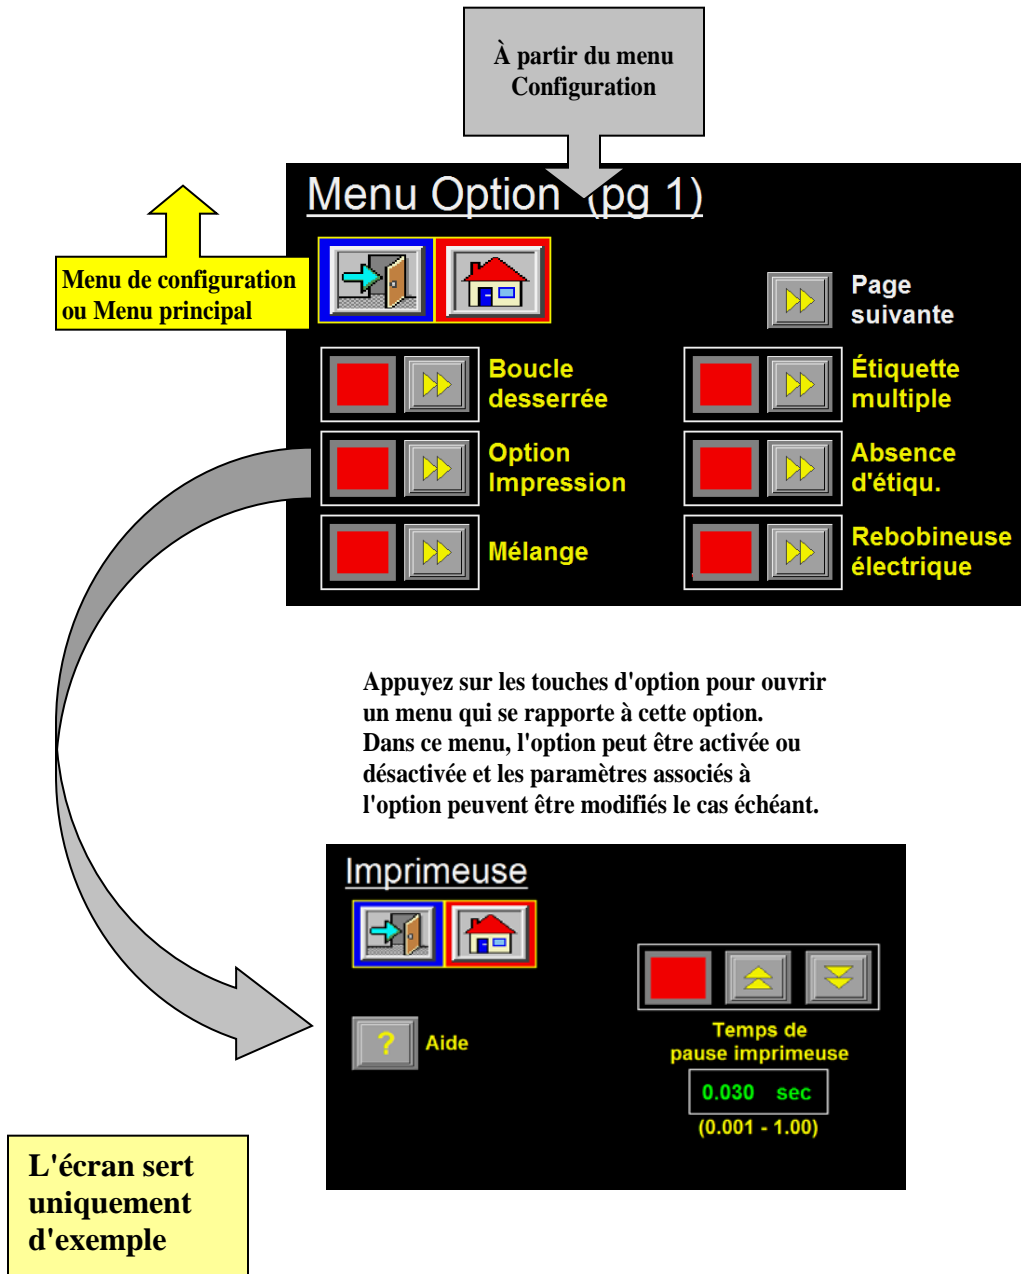 À partir du menu
Configuration
Menu Option (pg 1)
Menu de configuration
ou Menu principal
Page
suivante
Boucle
desserrée
Étiquette
multiple
Option
Impression
Absence
d'étiqu.
Mélange
Rebobineuse
électrique
Appuyez sur les touches d'option pour ouvrir
un menu qui se rapporte à cette option.
Dans ce menu, l'option peut être activée ou
désactivée et les paramètres associés à
l'option peuvent être modifiés le cas échéant.
Imprimeuse
? Aide
Temps de
pause imprimeuse
0.030 sec
(0.001 - 1.00)
L'écran sert
uniquement
d'exemple